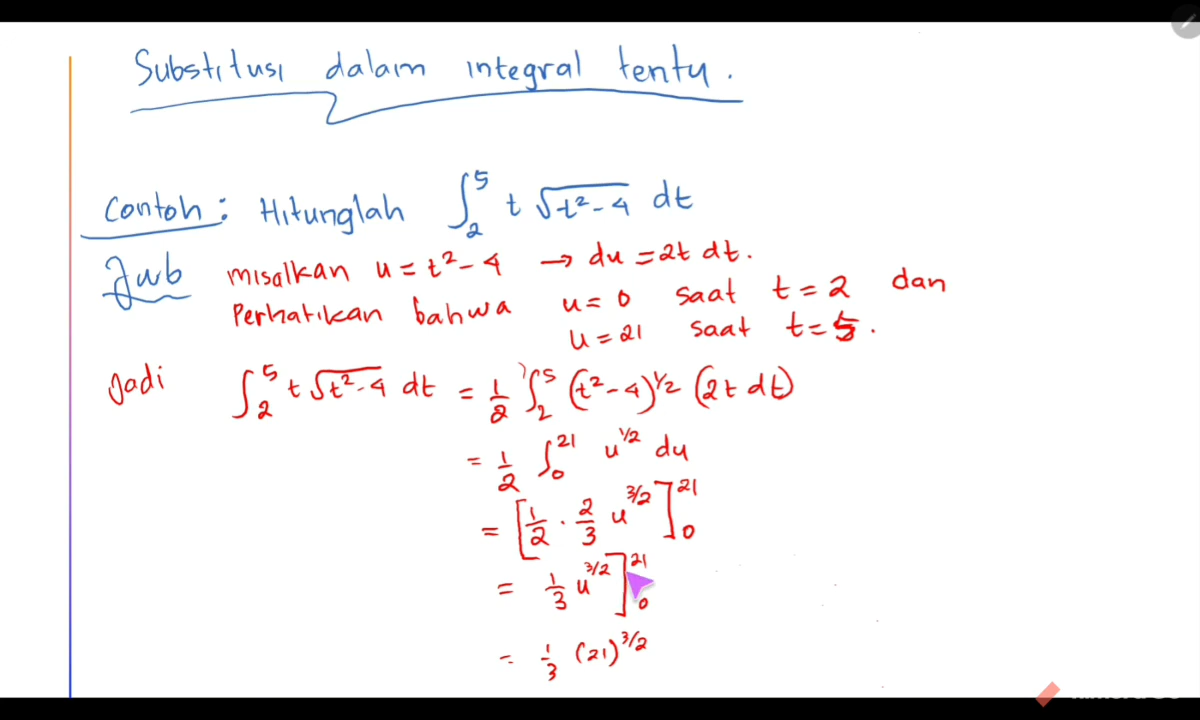 Substitusi dalam integral tentu.
Contoh: Hitunglah ∫₂⁵ t √(t²-4) dt
Jwb misalkan u = t²-4 → du = 2t dt.
Perhatikan bahwa u = 0 saat t = 2 dan
u = 21 saat t = 5.
Jadi ∫₂⁵ t √(t²-4) dt = 1/2 ∫₂⁵ (t²-4)^1/2 (2t dt)
= 1/2 ∫₀²¹ u^1/2 du
= [1/2 · 2/3 u^3/2]₀²¹
= 1/3 u^3/2]₀²¹
= 1/3 (21)^3/2